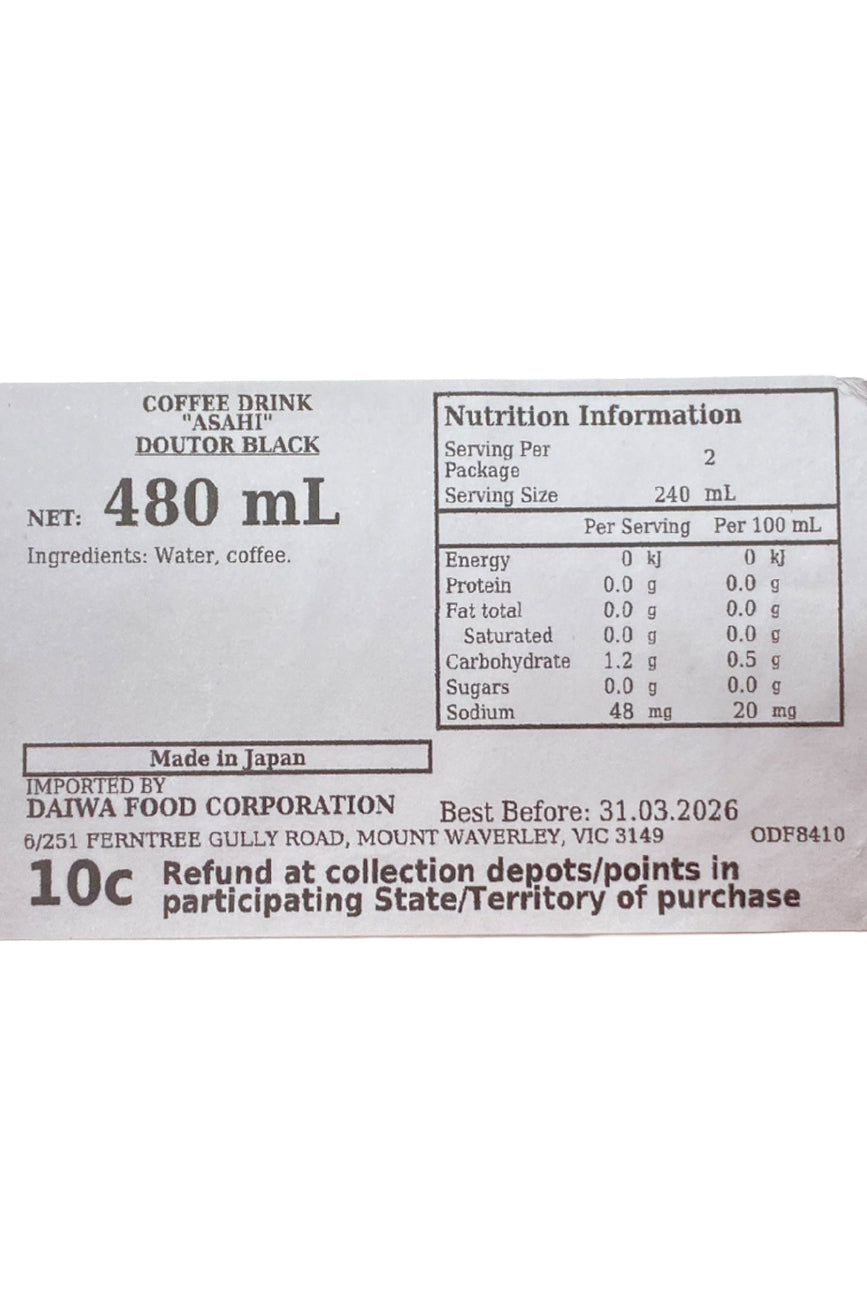 COFFEE DRINK
"ASAHI"
DOUTOR BLACK
NET: 480 mL
Ingredients: Water, coffee.
Nutrition Information
Serving Per Package 2
Serving Size 240 mL
Per Serving Per 100 mL
Energy 0 kJ 0 kJ
Protein 0.0 g 0.0 g
Fat total 0.0 g 0.0 g
Saturated 0.0 g 0.0 g
Carbohydrate 1.2 g 0.5 g
Sugars 0.0 g 0.0 g
Sodium 48 mg 20 mg
Made in Japan
IMPORTED BY
DAIWA FOOD CORPORATION
Best Before: 31.03.2026
6/251 FERNTREE GULLY ROAD, MOUNT WAVERLEY, VIC 3149 ODF8410
10c Refund at collection depots/points in
participating State/Territory of purchase